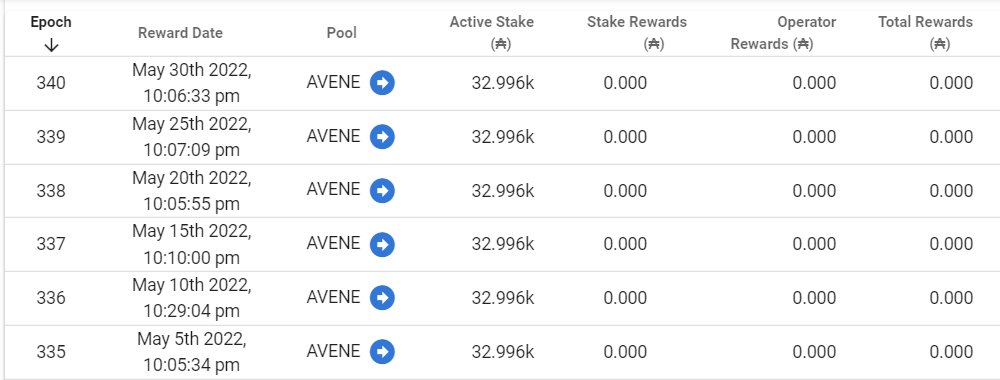 Epoch Reward Date Pool Active Stake (₳) Stake Rewards (₳) Operator Rewards (₳) Total Rewards (₳)
340 May 30th 2022, 10:06:33 pm AVENE 32.996k 0.000 0.000 0.000
339 May 25th 2022, 10:07:09 pm AVENE 32.996k 0.000 0.000 0.000
338 May 20th 2022, 10:05:55 pm AVENE 32.996k 0.000 0.000 0.000
337 May 15th 2022, 10:10:00 pm AVENE 32.996k 0.000 0.000 0.000
336 May 10th 2022, 10:29:04 pm AVENE 32.996k 0.000 0.000 0.000
335 May 5th 2022, 10:05:34 pm AVENE 32.996k 0.000 0.000 0.000